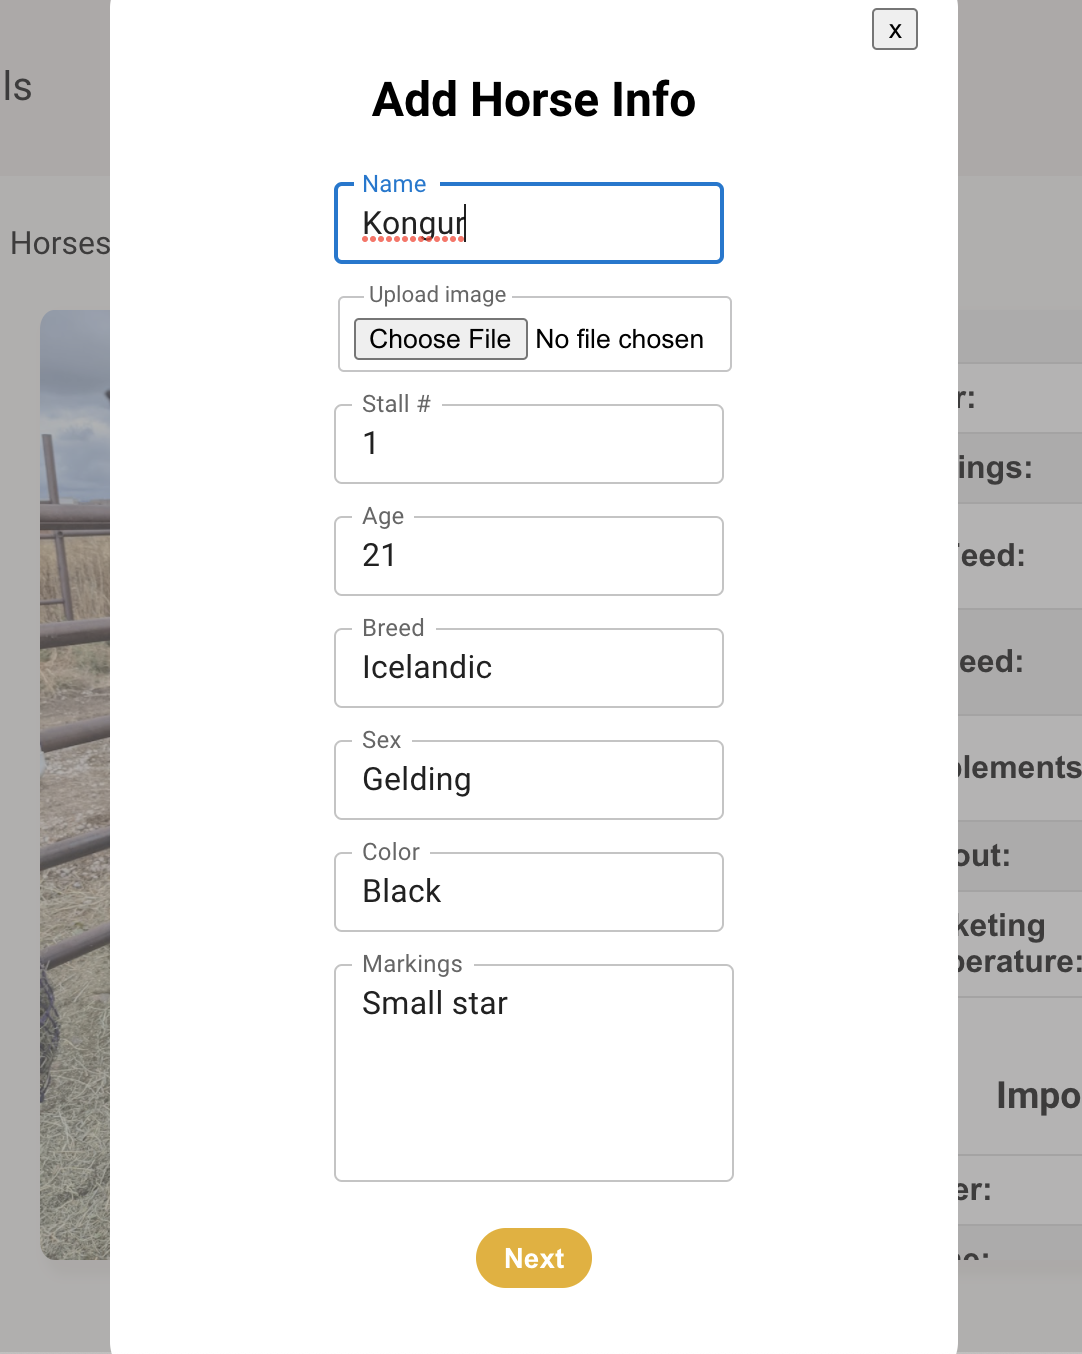 x
ls
Add Horse Info
Name
Kongur
Horses
Upload image
Choose File No file chosen
Stall #
1
Age
21
Breed
Icelandic
Sex
Gelding
Color
Black
Markings
Small star
Next
r:
ings:
eed:
eed:
lements
out:
keting
perature:
Impo
er: